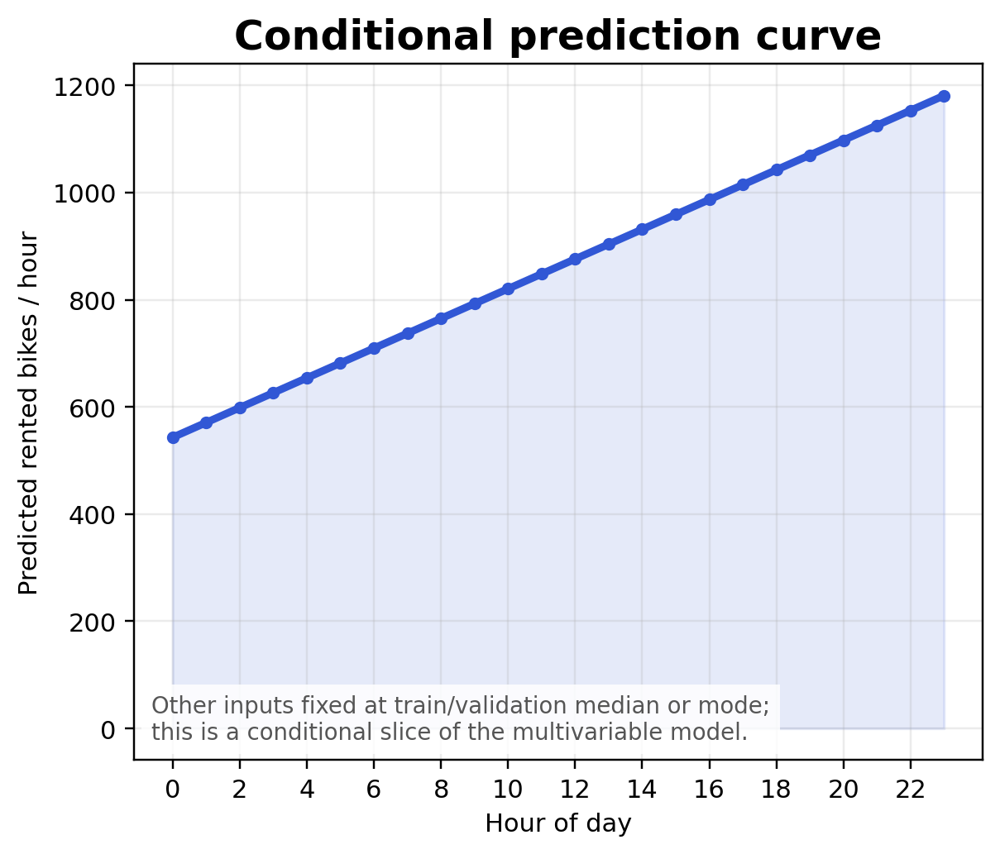 Conditional prediction curve
1200
1000
800
600
400
200
0
Predicted rented bikes / hour
Other inputs fixed at train/validation median or mode;
this is a conditional slice of the multivariable model.
0 2 4 6 8 10 12 14 16 18 20 22
Hour of day